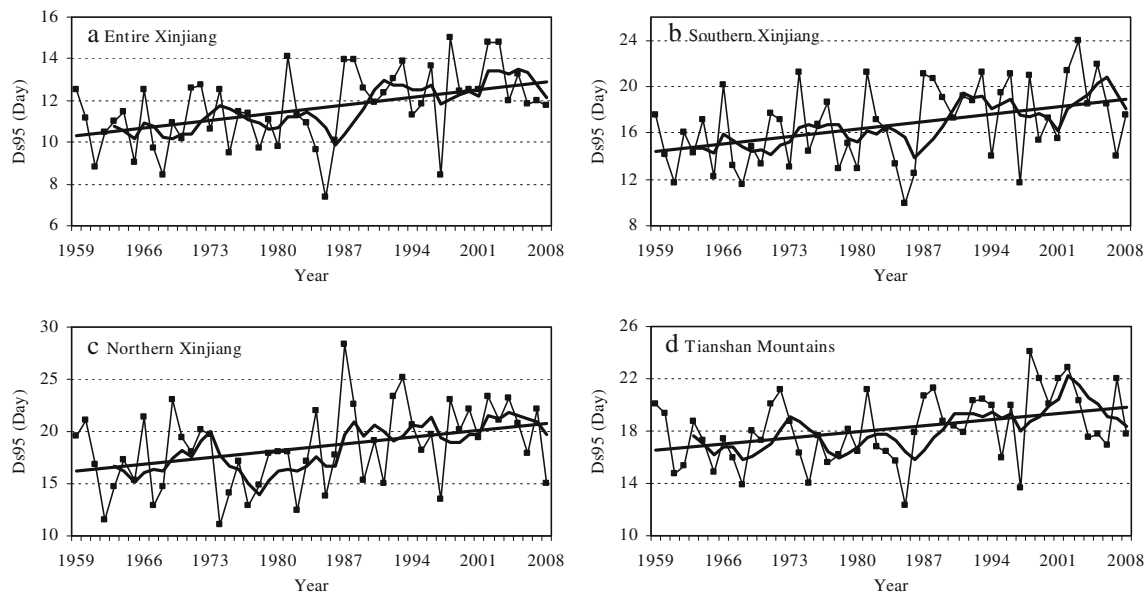 a Entire Xinjiang
Ds95 (Day)
16
14
12
10
8
6
1959 1966 1973 1980 1987 1994 2001 2008
Year
b Southern Xinjiang
Ds95 (Day)
24
20
16
12
8
1959 1966 1973 1980 1987 1994 2001 2008
Year
c Northern Xinjiang
Ds95 (Day)
30
25
20
15
10
1959 1966 1973 1980 1987 1994 2001 2008
Year
d Tianshan Mountains
Ds95 (Day)
26
22
18
14
10
1959 1966 1973 1980 1987 1994 2001 2008
Year